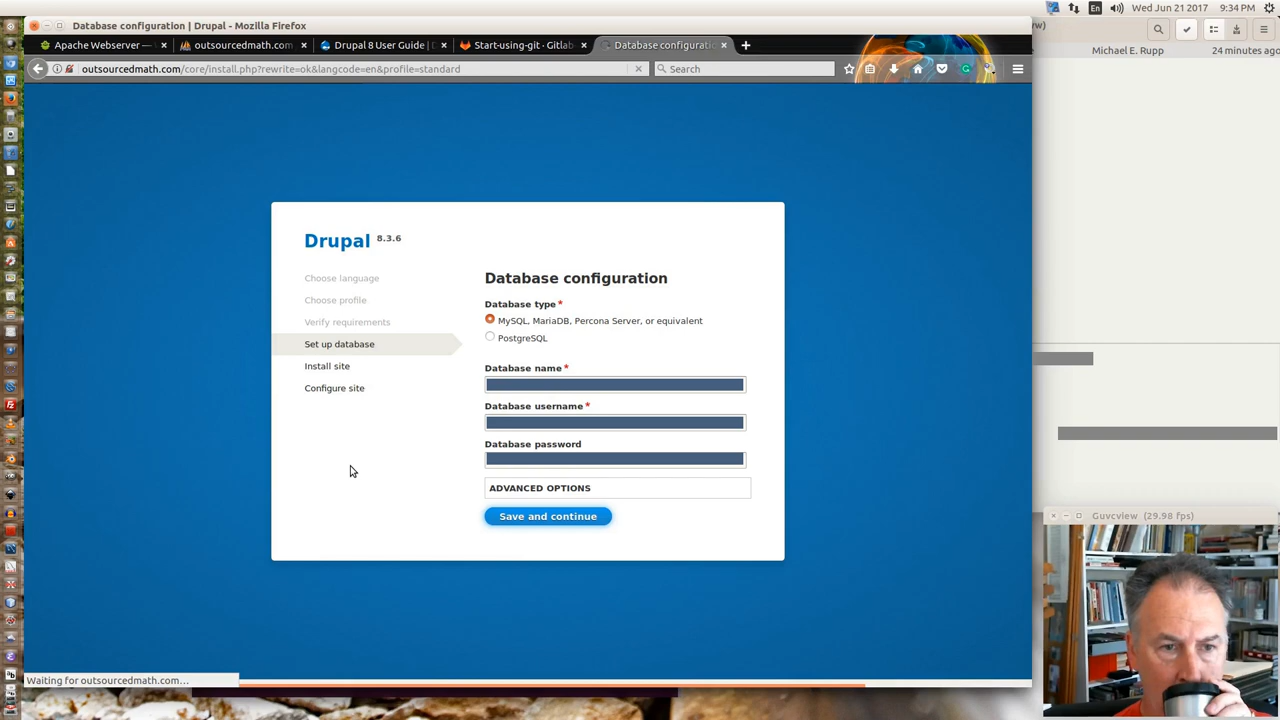 En
Wed Jun 21 2017
9:34 PM
Database configuration | Drupal - Mozilla Firefox
Apache Webserver —
outsourcedmath.com
Drupal 8 User Guide |
Start-using-git · Gitlab
Database configuratio
outsourcedmath.com/core/install.php?rewrite=ok&langcode=en&profile=standard
Search
Michael E. Rupp
24 minutes ago
Drupal 8.3.6
Choose language
Choose profile
Verify requirements
Set up database
Install site
Configure site
Database configuration
Database type *
MySQL, MariaDB, Percona Server, or equivalent
PostgreSQL
Database name *
Database username *
Database password
ADVANCED OPTIONS
Save and continue
Guvcview (29.98 fps)
Waiting for outsourcedmath.com…